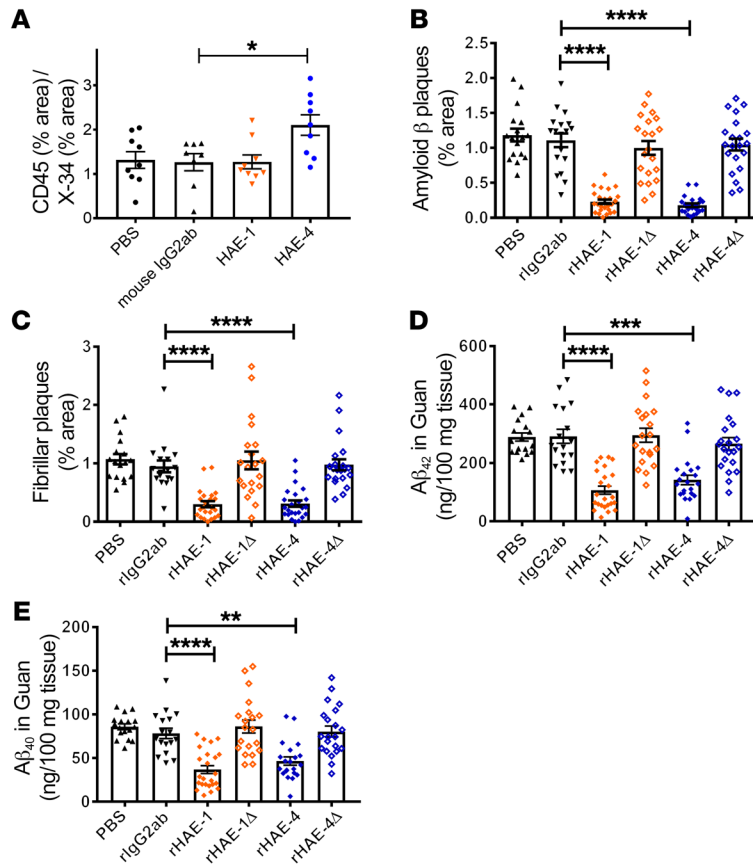 A
CD45 (% area) /
X-34 (% area)
3
2
1
0
*
PBS
mouse IgG2ab
HAE-1
HAE-4
B
Amyloid β plaques
(% area)
2.5
2.0
1.5
1.0
0.5
0.0
****
****
PBS
rIgG2ab
rHAE-1
rHAE-1Δ
rHAE-4
rHAE-4Δ
C
Fibrillar plaques
(% area)
3
2
1
0
****
****
PBS
rIgG2ab
rHAE-1
rHAE-1Δ
rHAE-4
rHAE-4Δ
D
Aβ42 in Guan
(ng/100 mg tissue)
600
400
200
0
***
****
PBS
rIgG2ab
rHAE-1
rHAE-1Δ
rHAE-4
rHAE-4Δ
E
Aβ40 in Guan
(ng/100 mg tissue)
200
150
100
50
0
**
****
PBS
rIgG2ab
rHAE-1
rHAE-1Δ
rHAE-4
rHAE-4Δ